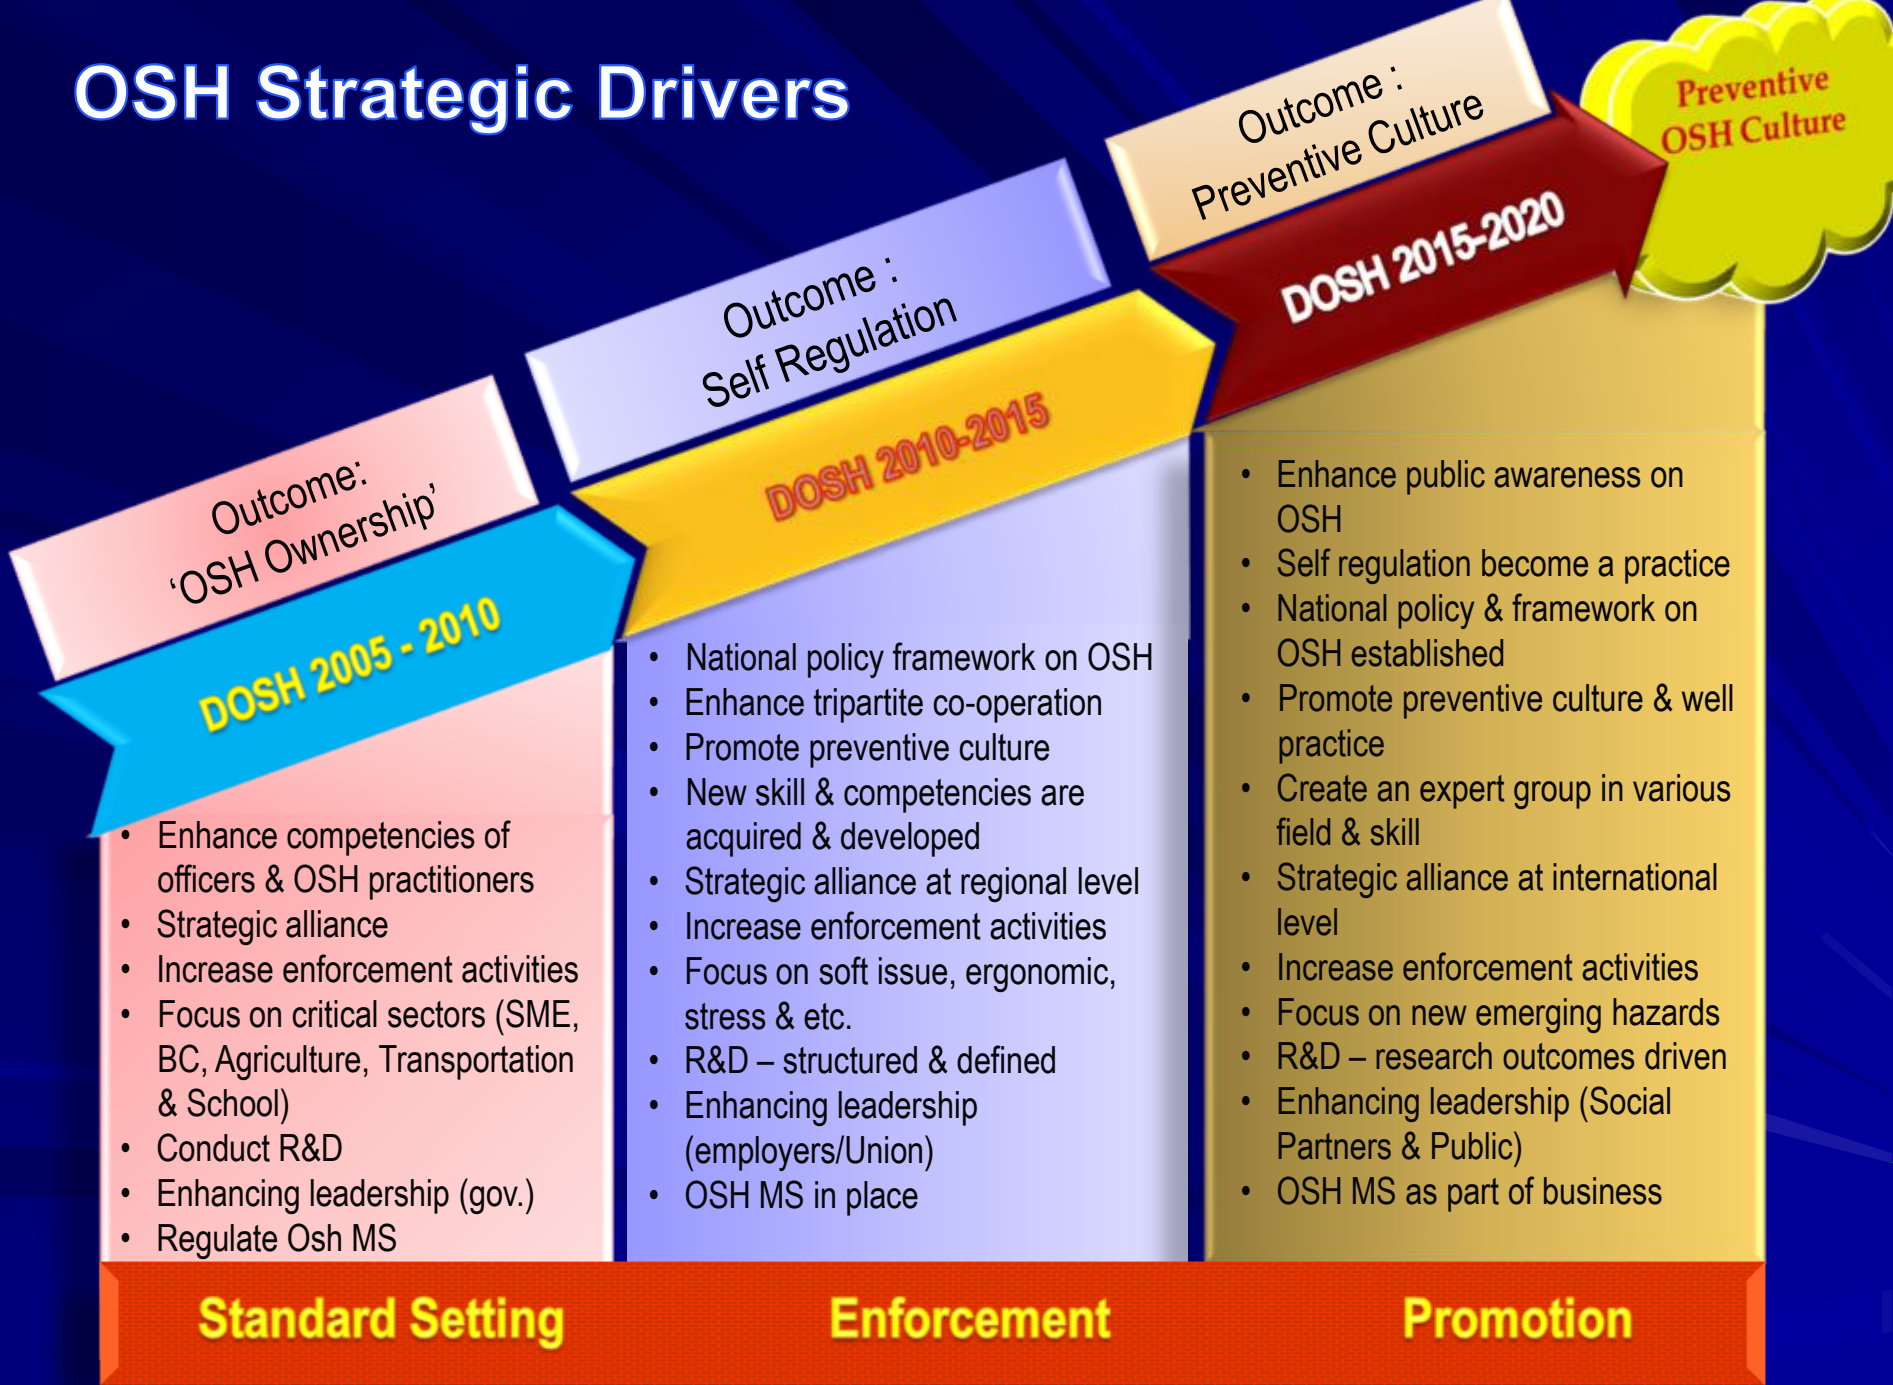 OSH Strategic Drivers
Preventive
OSH Culture
Outcome :
Preventive Culture
DOSH 2015-2020
Outcome :
Self Regulation
DOSH 2010-2015
Outcome:
‘OSH Ownership’
DOSH 2005 - 2010
• Enhance competencies of
officers & OSH practitioners
• Strategic alliance
• Increase enforcement activities
• Focus on critical sectors (SME,
BC, Agriculture, Transportation
& School)
• Conduct R&D
• Enhancing leadership (gov.)
• Regulate Osh MS
• National policy framework on OSH
• Enhance tripartite co-operation
• Promote preventive culture
• New skill & competencies are
acquired & developed
• Strategic alliance at regional level
• Increase enforcement activities
• Focus on soft issue, ergonomic,
stress & etc.
• R&D – structured & defined
• Enhancing leadership
(employers/Union)
• OSH MS in place
• Enhance public awareness on
OSH
• Self regulation become a practice
• National policy & framework on
OSH established
• Promote preventive culture & well
practice
• Create an expert group in various
field & skill
• Strategic alliance at international
level
• Increase enforcement activities
• Focus on new emerging hazards
• R&D – research outcomes driven
• Enhancing leadership (Social
Partners & Public)
• OSH MS as part of business
Standard Setting
Enforcement
Promotion